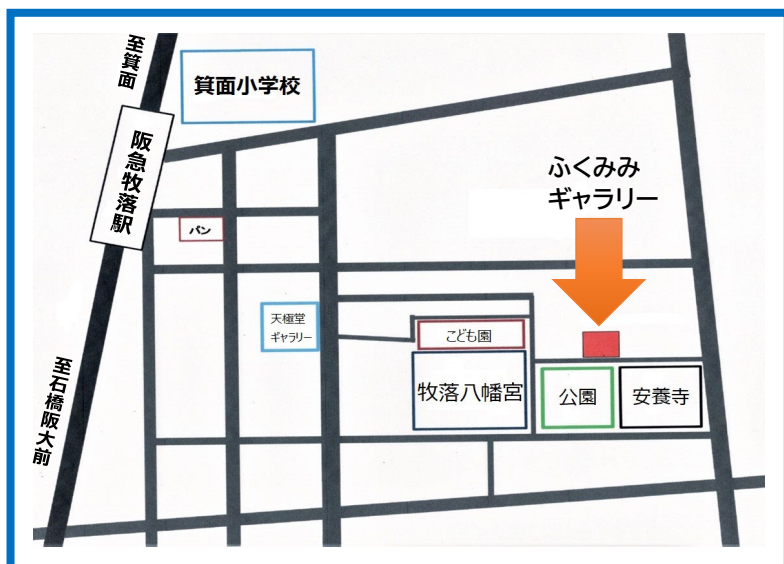 至箕面
箕面小学校
阪急牧落駅
ふくみみ
ギャラリー
パン
天極堂
ギャラリー
こども園
牧落八幡宮
公園
安養寺
至石橋阪大前